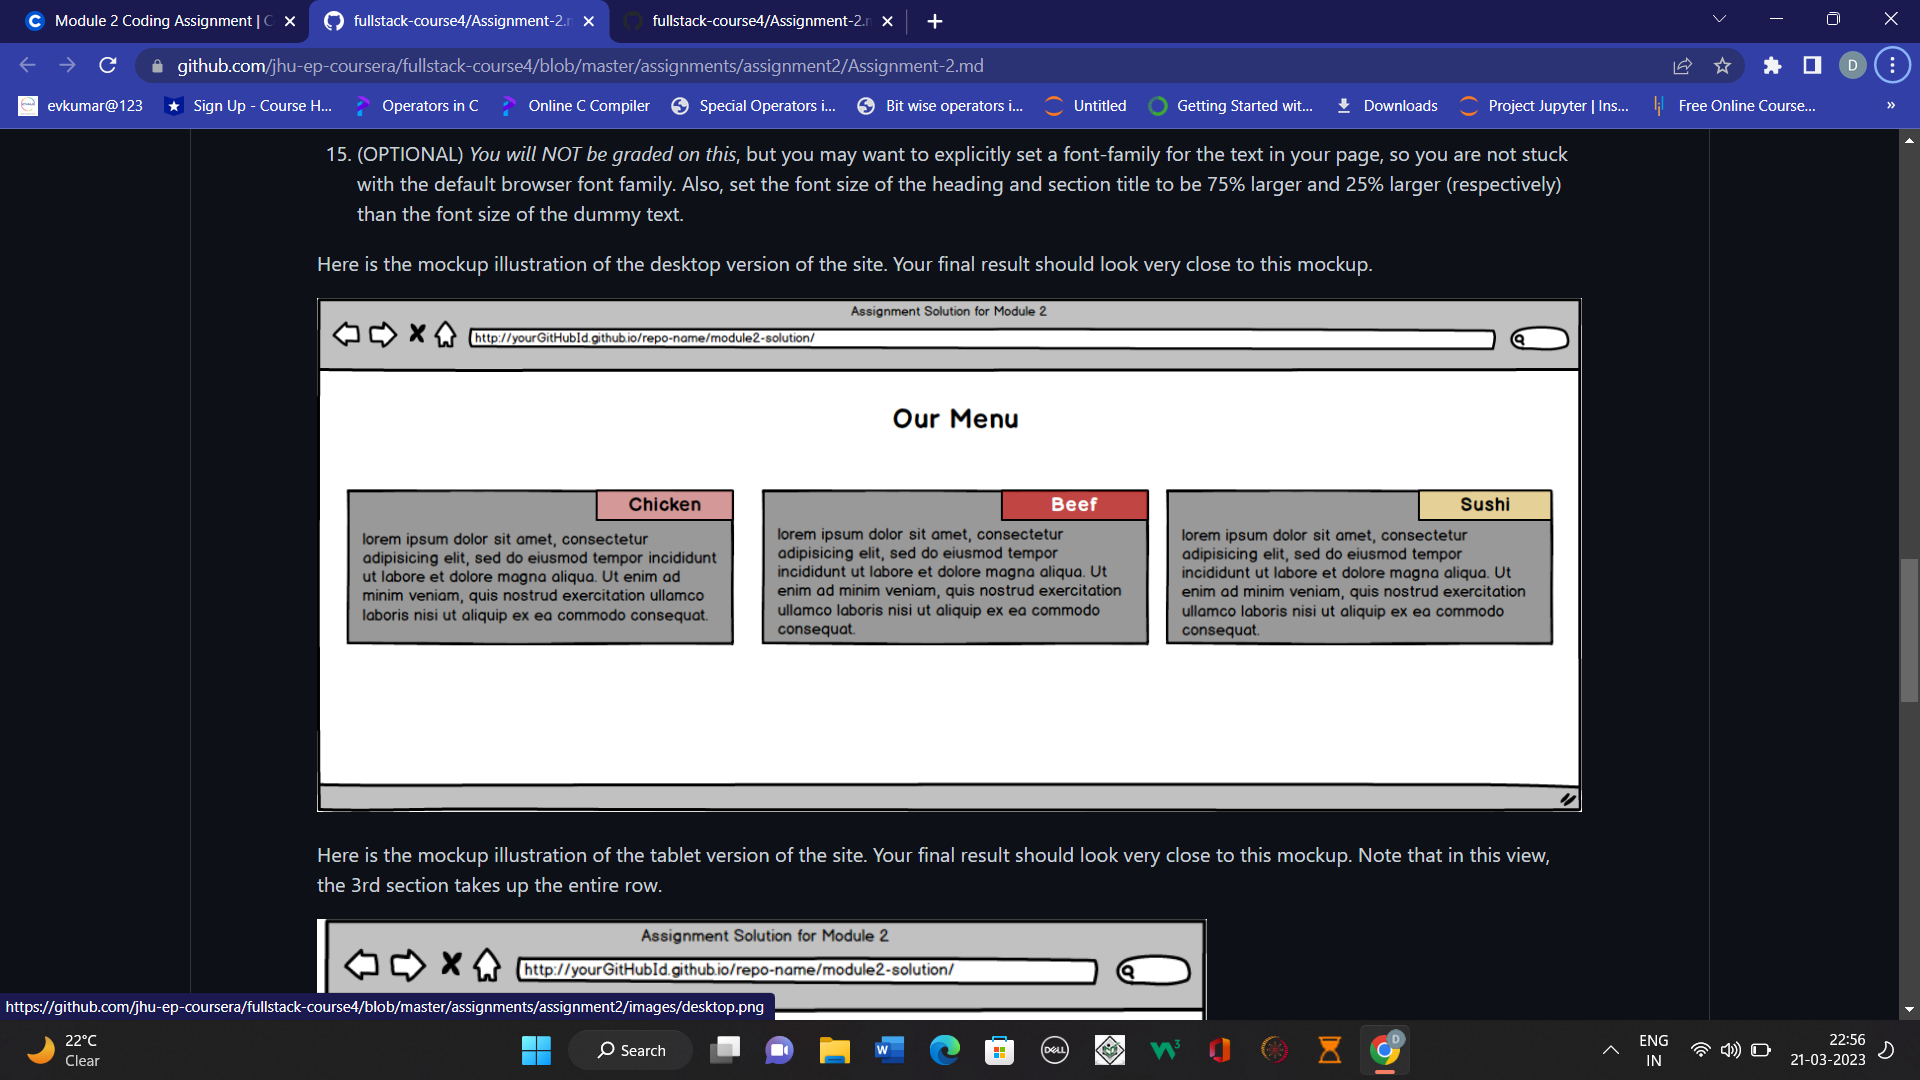 Module 2 Coding Assignment | C
fullstack-course4/Assignment-2.m
fullstack-course4/Assignment-2.m
github.com/jhu-ep-coursera/fullstack-course4/blob/master/assignments/assignment2/Assignment-2.md
D
evkumar@123
Sign Up - Course H...
Operators in C
Online C Compiler
Special Operators i...
Bit wise operators i...
Untitled
Getting Started wit...
Downloads
Project Jupyter | Ins...
Free Online Course...
»
15. (OPTIONAL) You will NOT be graded on this, but you may want to explicitly set a font-family for the text in your page, so you are not stuck
with the default browser font family. Also, set the font size of the heading and section title to be 75% larger and 25% larger (respectively)
than the font size of the dummy text.
Here is the mockup illustration of the desktop version of the site. Your final result should look very close to this mockup.
Assignment Solution for Module 2
http://yourGitHubId.github.io/repo-name/module2-solution/
Our Menu
Chicken
lorem ipsum dolor sit amet, consectetur
adipisicing elit, sed do eiusmod tempor incididunt
ut labore et dolore magna aliqua. Ut enim ad
minim veniam, quis nostrud exercitation ullamco
laboris nisi ut aliquip ex ea commodo consequat.
Beef
lorem ipsum dolor sit amet, consectetur
adipisicing elit, sed do eiusmod tempor
incididunt ut labore et dolore magna aliqua. Ut
enim ad minim veniam, quis nostrud exercitation
ullamco laboris nisi ut aliquip ex ea commodo
consequat.
Sushi
lorem ipsum dolor sit amet, consectetur
adipisicing elit, sed do eiusmod tempor
incididunt ut labore et dolore magna aliqua. Ut
enim ad minim veniam, quis nostrud exercitation
ullamco laboris nisi ut aliquip ex ea commodo
consequat.
Here is the mockup illustration of the tablet version of the site. Your final result should look very close to this mockup. Note that in this view,
the 3rd section takes up the entire row.
Assignment Solution for Module 2
http://yourGitHubId.github.io/repo-name/module2-solution/
https://github.com/jhu-ep-coursera/fullstack-course4/blob/master/assignments/assignment2/images/desktop.png
22°C
Clear
Search
DELL
D
ENG
IN
22:56
21-03-2023